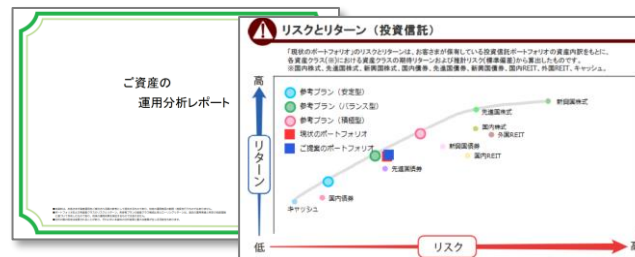 ご資産の
運用分析レポート
リスクとリターン（投資信託）
「現状のポートフォリオ」のリスクとリターンは、お客さまが保有している投資信託ポートフォリオの資産内訳をもとに、
各資産クラス(※)における資産クラスの期待リターンおよび推計リスク(標準偏差)から算出したものです。
※国内株式、先進国株式、新興国株式、国内債券、先進国債券、新興国債券、国内REIT、外国REIT、キャッシュ。
高
リターン
低
参考プラン（安定型）
参考プラン（バランス型）
参考プラン（積極型）
現状のポートフォリオ
ご提案のポートフォリオ
新興国株式
先進国株式
国内株式
外国REIT
新興国債券
国内REIT
先進国債券
国内債券
キャッシュ
リスク
高